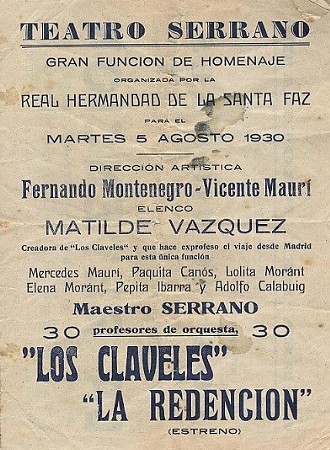 TEATRO SERRANO
GRAN FUNCION DE HOMENAJE
ORGANIZADA POR LA
REAL HERMANDAD DE LA SANTA FAZ
PARA EL
MARTES 5 AGOSTO 1930
DIRECCIÓN ARTÍSTICA
Fernando Montenegro-Vicente Maurí
ELENCO
MATILDE VAZQUEZ
Creadora de "Los Claveles" y que hace exprofeso el viaje desde Madrid
para esta única función
Mercedes Maurí, Paquita Canós, Lolita Moránt
Elena Moránt, Pepita Ibarra y Adolfo Calabuig
Maestro SERRANO
30 profesores de orquesta, 30
"LOS CLAVELES"
"LA REDENCION"
(ESTRENO)